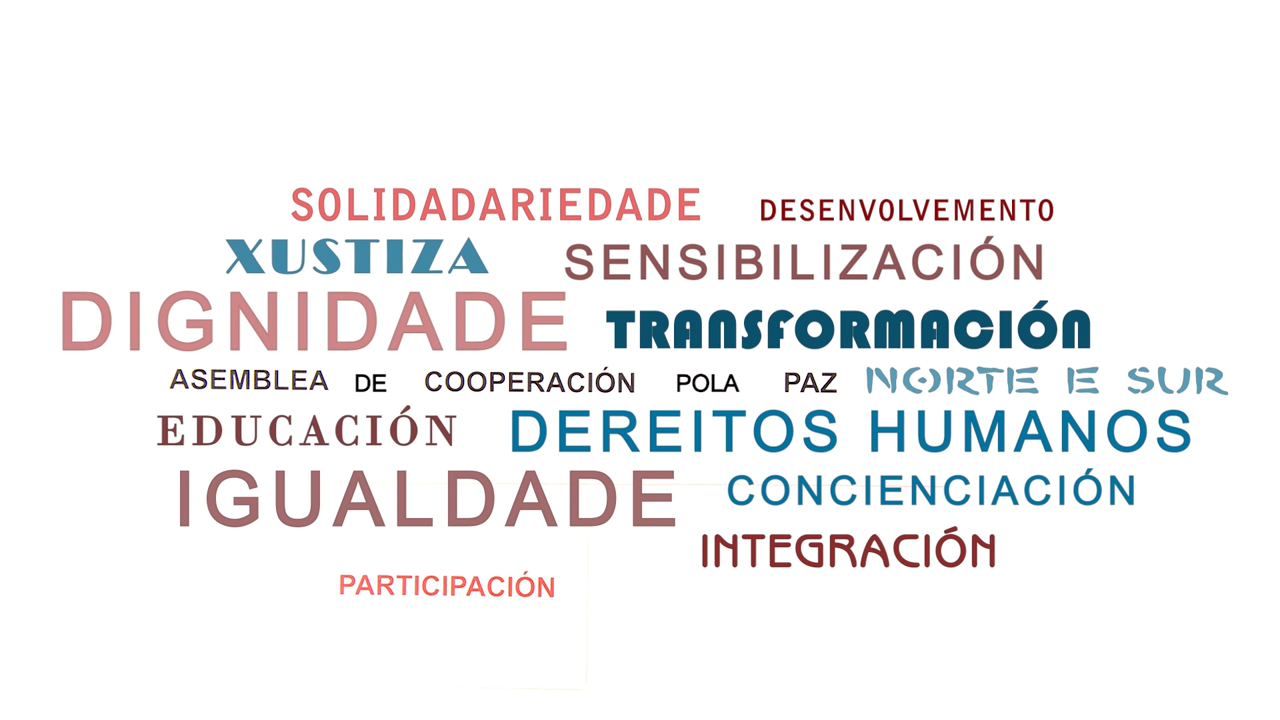 SOLIDADARIEDADE DESENVOLVEMENTO
XUSTIZA SENSIBILIZACIÓN
DIGNIDADE TRANSFORMACIÓN
ASEMBLEA DE COOPERACIÓN POLA PAZ NORTE E SUR
EDUCACIÓN DEREITOS HUMANOS
IGUALDADE CONCIENCIACIÓN
INTEGRACIÓN
PARTICIPACIÓN